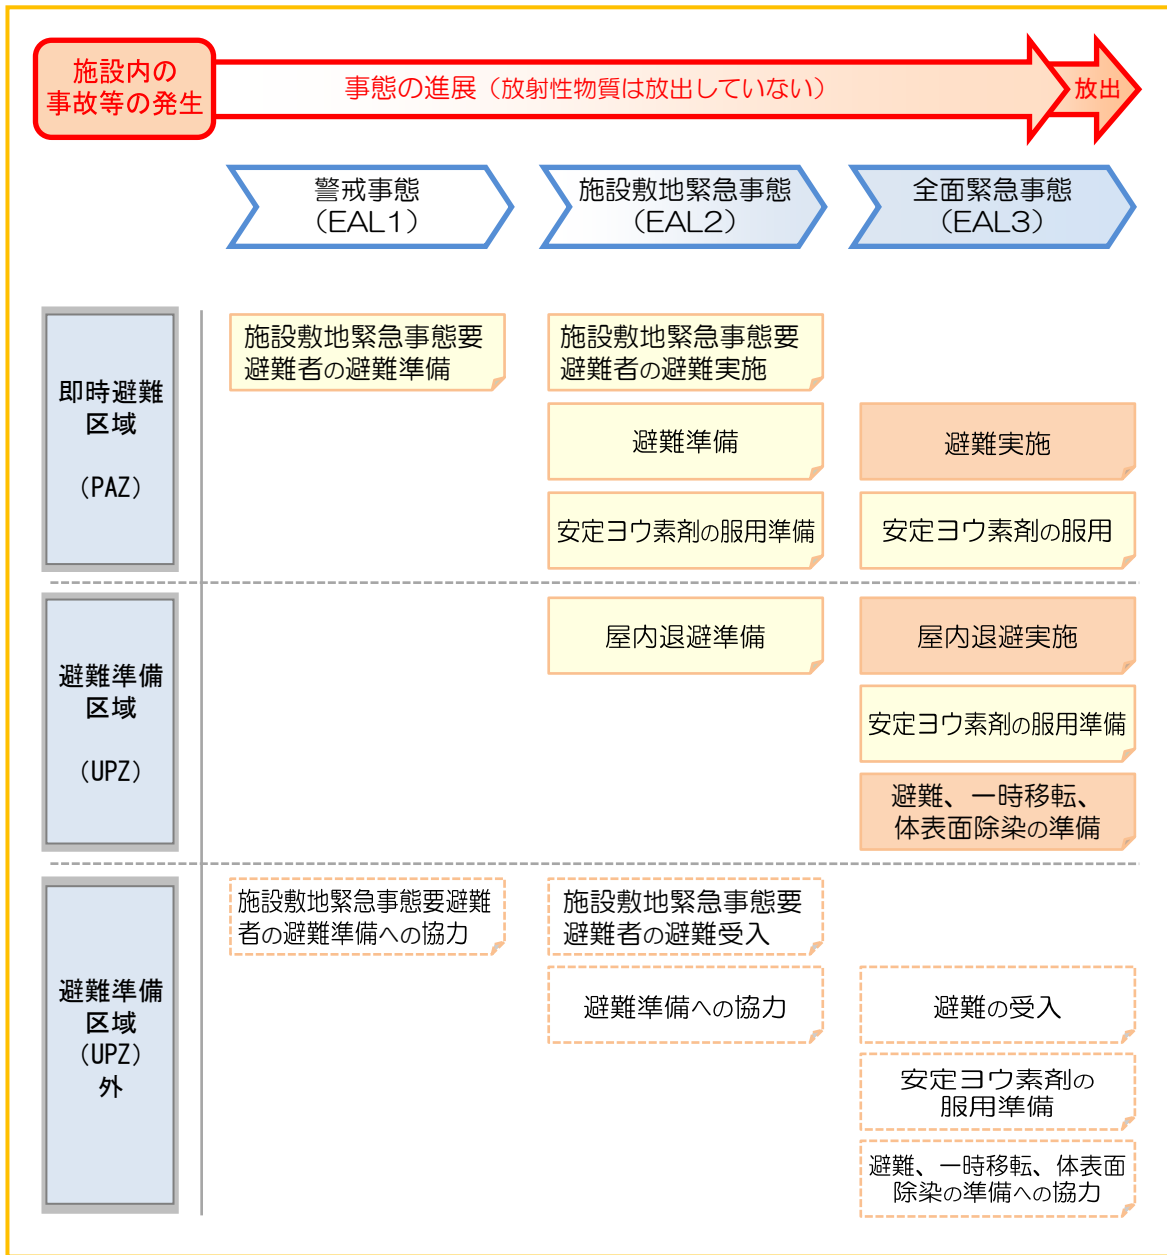 施設内の
事故等の発生
事態の進展（放射性物質は放出していない）
放出
警戒事態
（EAL1）
施設敷地緊急事態
（EAL2）
全面緊急事態
（EAL3）
即時避難
区域
（PAZ）
施設敷地緊急事態要
避難者の避難準備
施設敷地緊急事態要
避難者の避難実施
避難準備
避難実施
安定ヨウ素剤の服用準備
安定ヨウ素剤の服用
避難準備
区域
（UPZ）
屋内退避準備
屋内退避実施
安定ヨウ素剤の服用準備
避難、一時移転、
体表面除染の準備
避難準備
区域
（UPZ）
外
施設敷地緊急事態要避難
者の避難準備への協力
施設敷地緊急事態要
避難者の避難受入
避難準備への協力
避難の受入
安定ヨウ素剤の
服用準備
避難、一時移転、体表面
除染の準備への協力